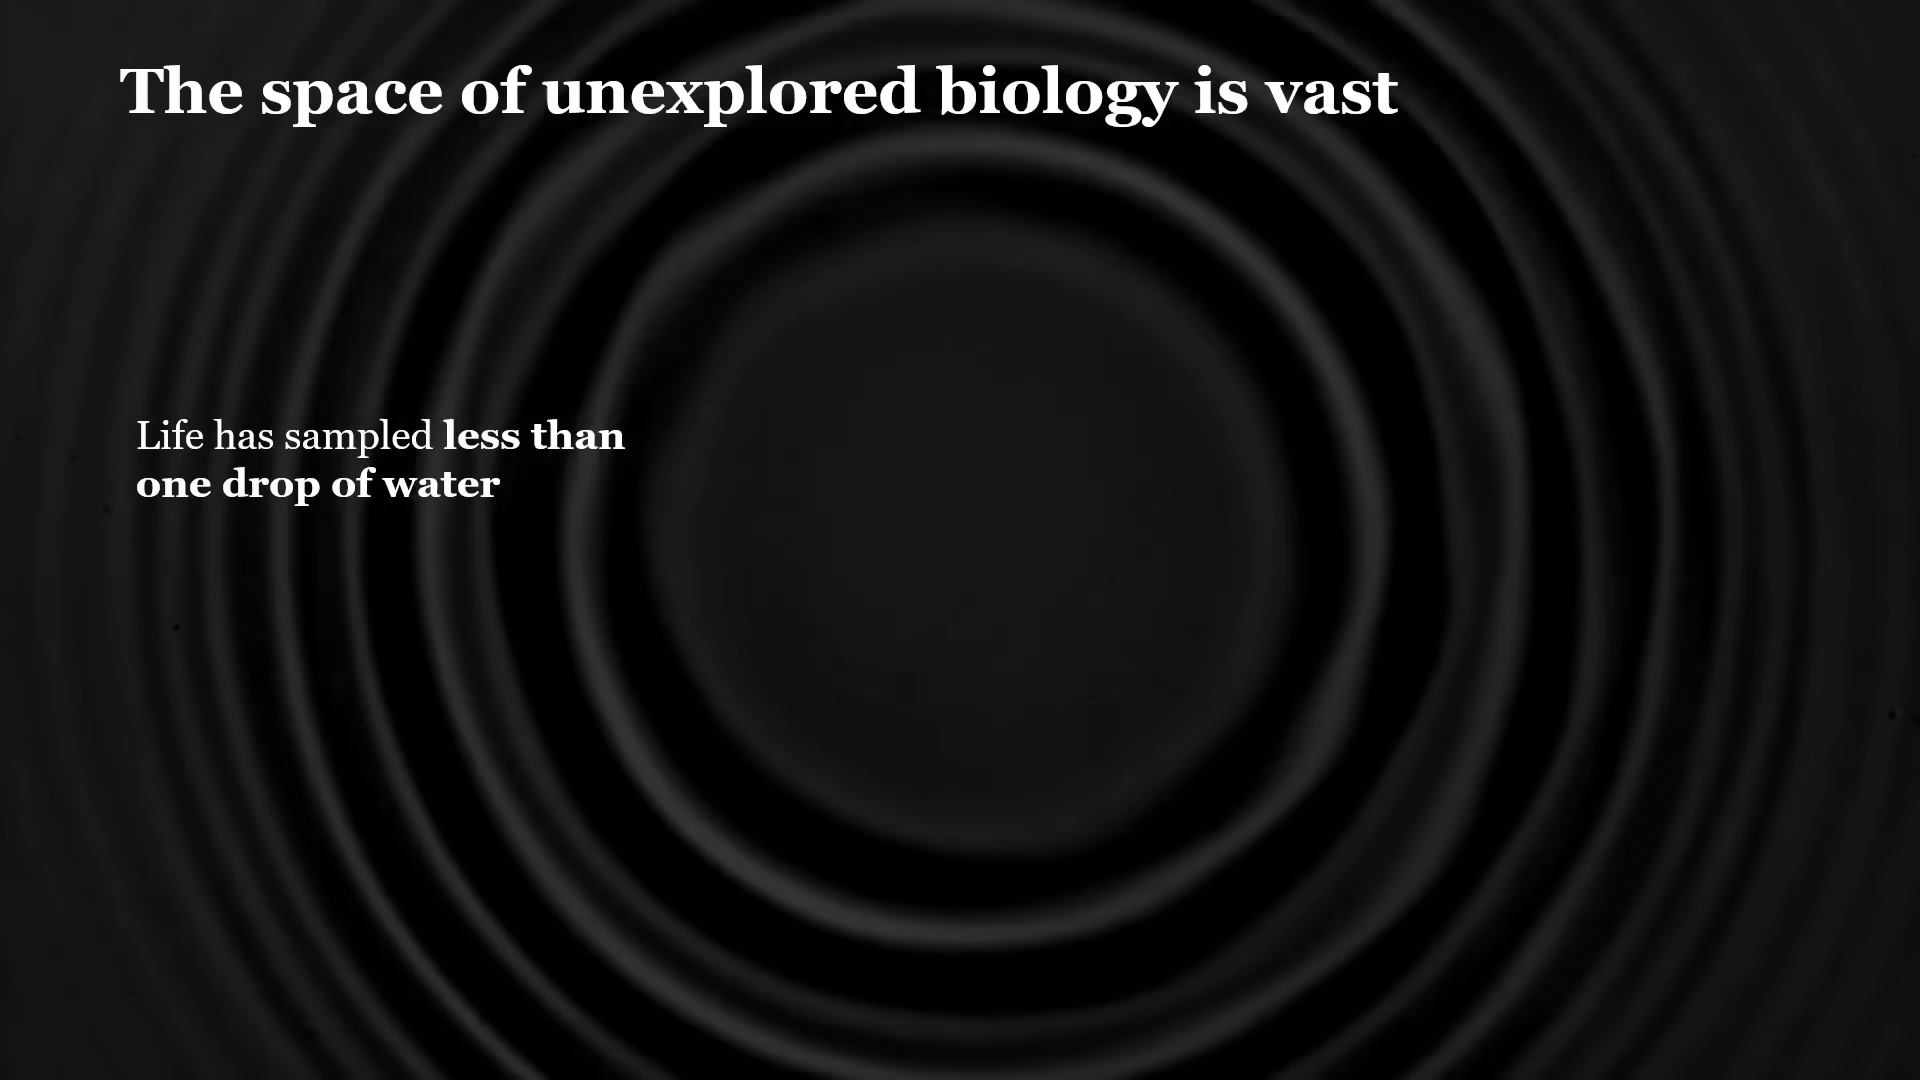 The space of unexplored biology is vast
Life has sampled less than
one drop of water